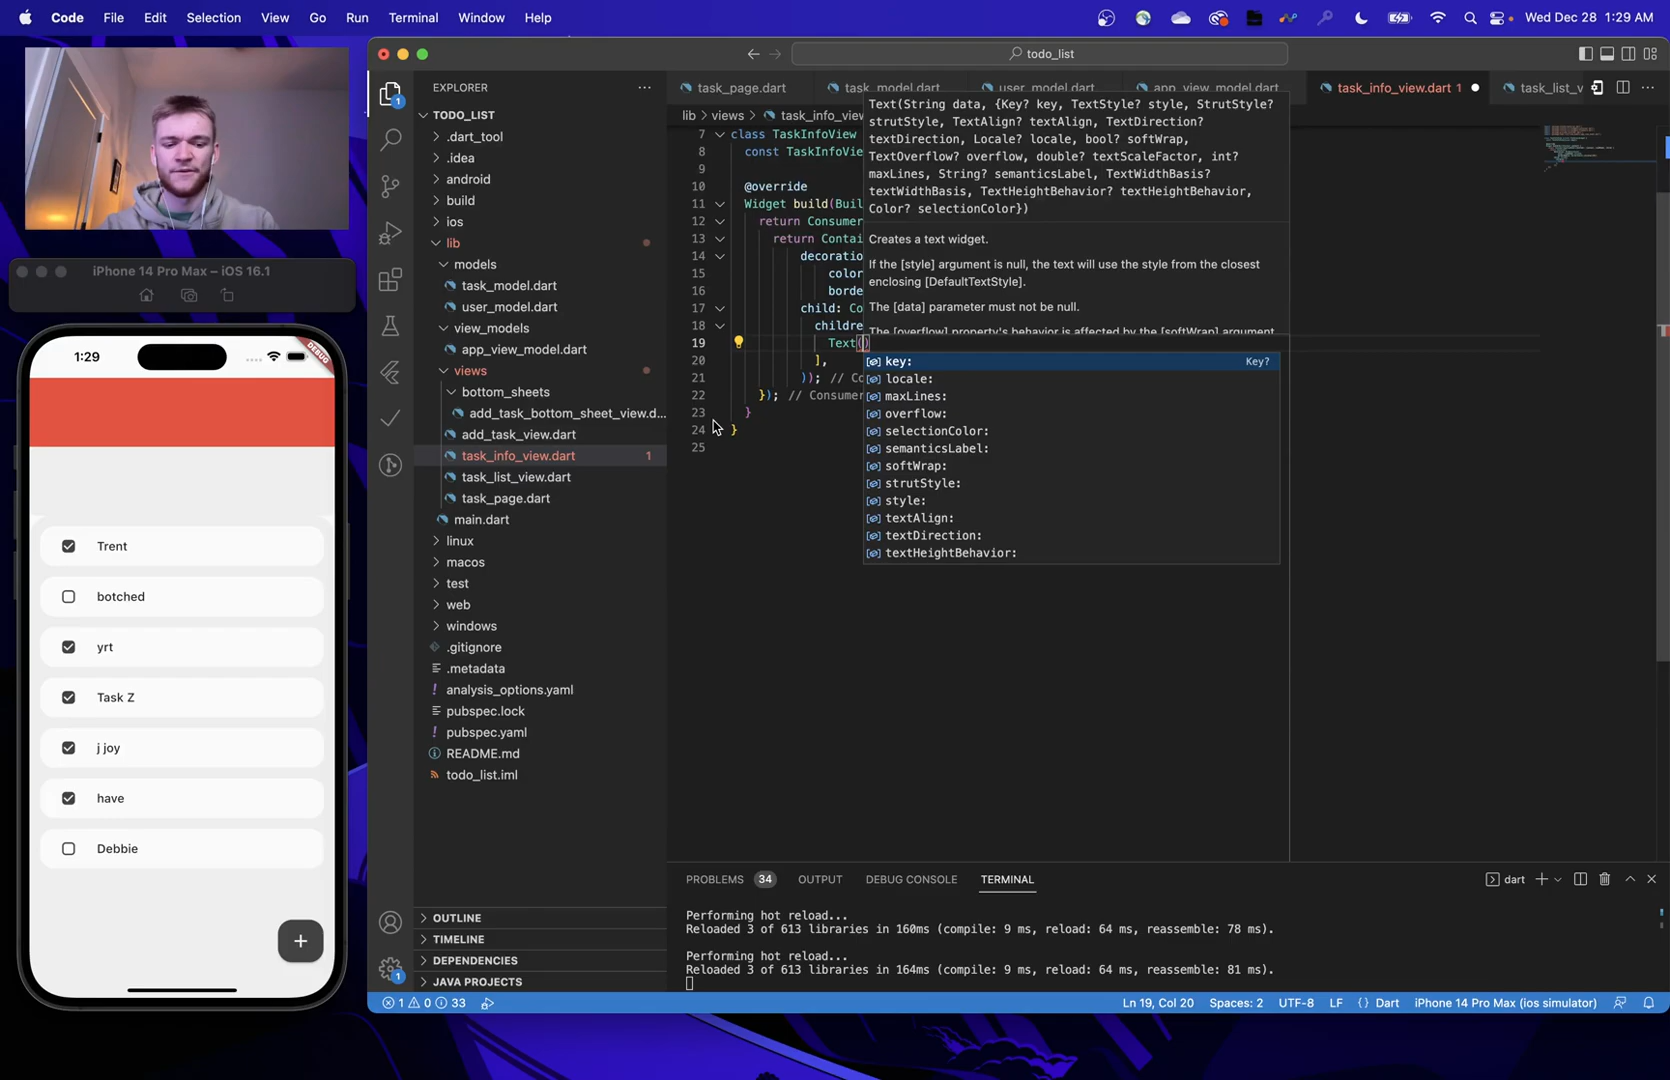 Code File Edit Selection View Go Run Terminal Window Help
Wed Dec 28 1:29 AM
todo_list
iPhone 14 Pro Max – iOS 16.1
1:29
DEBUG
Trent
botched
yrt
Task Z
j joy
have
Debbie
+
1
1
EXPLORER
TODO_LIST
.dart_tool
.idea
android
build
ios
lib
models
task_model.dart
user_model.dart
view_models
app_view_model.dart
views
bottom_sheets
add_task_bottom_sheet_view.d...
add_task_view.dart
task_info_view.dart 1
task_list_view.dart
task_page.dart
main.dart
linux
macos
test
web
windows
.gitignore
.metadata
analysis_options.yaml
pubspec.lock
pubspec.yaml
README.md
todo_list.iml
OUTLINE
TIMELINE
DEPENDENCIES
JAVA PROJECTS
task_page.dart task_model.dart user_model.dart app_view_model.dart task_info_view.dart 1 task_list_v
lib > views > task_info_view
7 class TaskInfoView
8 const TaskInfoVie
9
10 @override
11 Widget build(Buil
12 return Consumer
13 return Contai
14 decoratio
15 color
16 borde
17 child: Co
18 childre
19 Text()
20 ],
21 )); // Co
22 }); // Consumer
23 }
24 }
25
Text(String data, {Key? key, TextStyle? style, StrutStyle?
strutStyle, TextAlign? textAlign, TextDirection?
textDirection, Locale? locale, bool? softWrap,
TextOverflow? overflow, double? textScaleFactor, int?
maxLines, String? semanticsLabel, TextWidthBasis?
textWidthBasis, TextHeightBehavior? textHeightBehavior,
Color? selectionColor})
Creates a text widget.
If the [style] argument is null, the text will use the style from the closest
enclosing [DefaultTextStyle].
The [data] parameter must not be null.
The [overflow] property's behavior is affected by the [softWrap] argument
key: Key?
locale:
maxLines:
overflow:
selectionColor:
semanticsLabel:
softWrap:
strutStyle:
style:
textAlign:
textDirection:
textHeightBehavior:
PROBLEMS 34 OUTPUT DEBUG CONSOLE TERMINAL dart
Performing hot reload...
Reloaded 3 of 613 libraries in 160ms (compile: 9 ms, reload: 64 ms, reassemble: 78 ms).
Performing hot reload...
Reloaded 3 of 613 libraries in 164ms (compile: 9 ms, reload: 64 ms, reassemble: 81 ms).
1 0 33 Ln 19, Col 20 Spaces: 2 UTF-8 LF {} Dart iPhone 14 Pro Max (ios simulator)